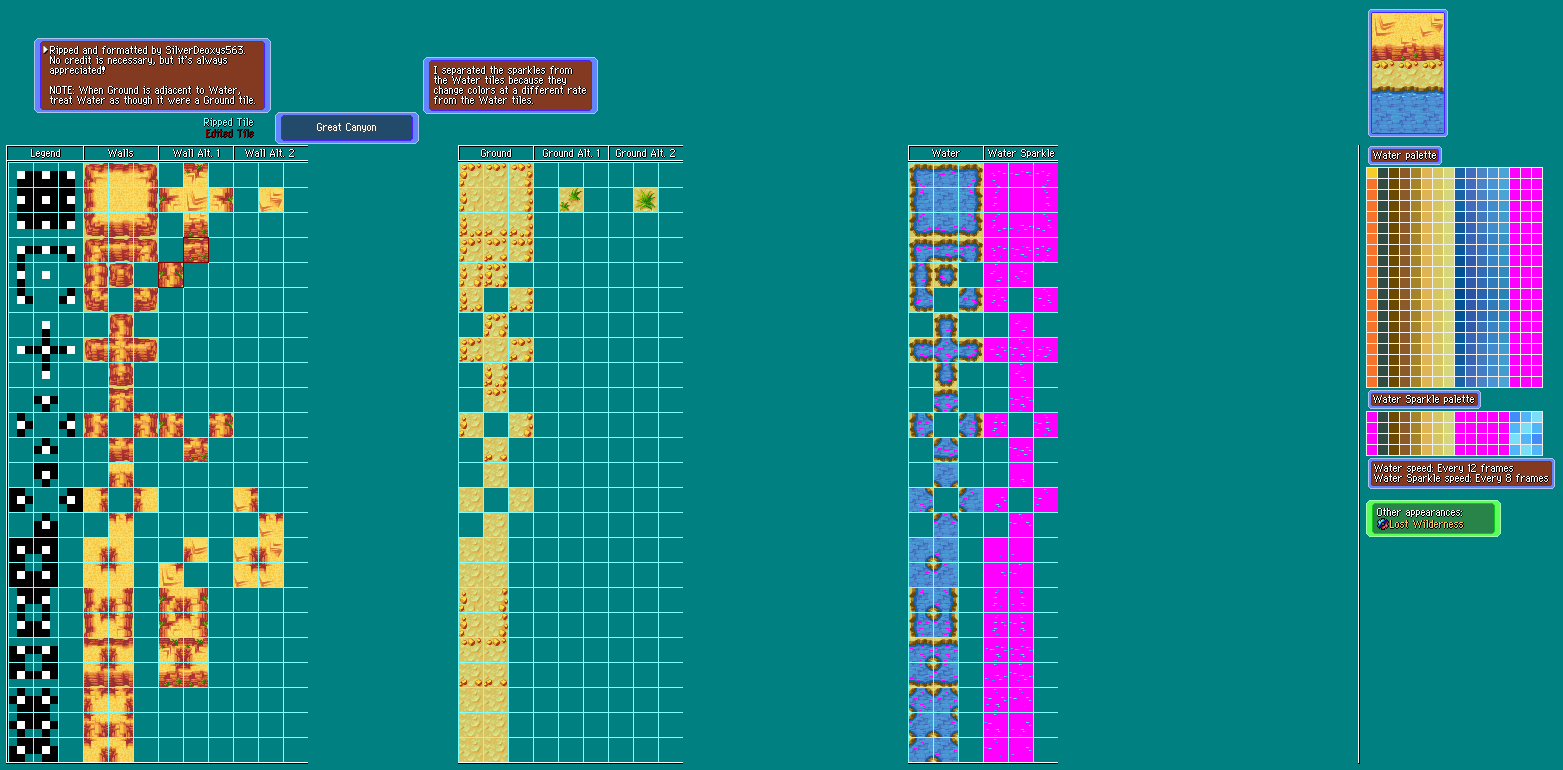 Ripped and formatted by SilverDeoxys563.
No credit is necessary, but it's always
appreciated!
NOTE: When Ground is adjacent to Water,
treat Water as though it were a Ground tile.
I separated the sparkles from
the Water tiles because they
change colors at a different rate
from the Water tiles.
Ripped Tile
Edited Tile
Great Canyon
Legend Walls Wall Alt. 1 Wall Alt. 2
Ground Ground Alt. 1 Ground Alt. 2
Water Water Sparkle
Water palette
Water Sparkle palette
Water speed: Every 12 frames
Water Sparkle speed: Every 8 frames
Other appearances:
Lost Wilderness